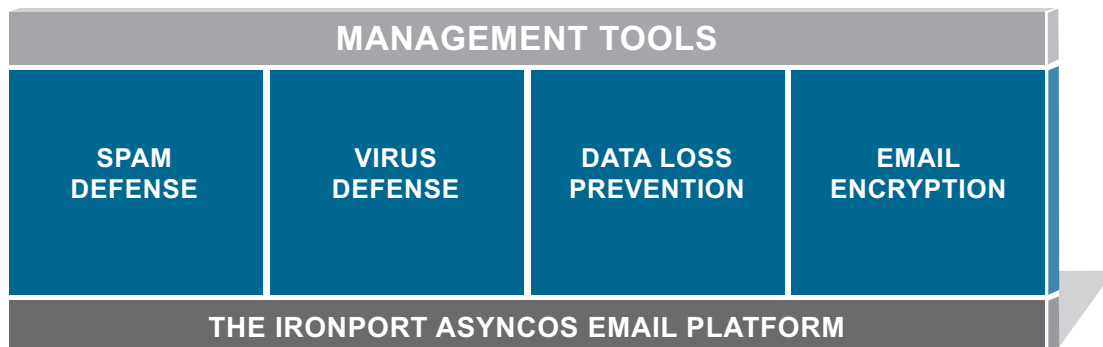 MANAGEMENT TOOLS
SPAM
DEFENSE
VIRUS
DEFENSE
DATA LOSS
PREVENTION
EMAIL
ENCRYPTION
THE IRONPORT ASYNCOS EMAIL PLATFORM